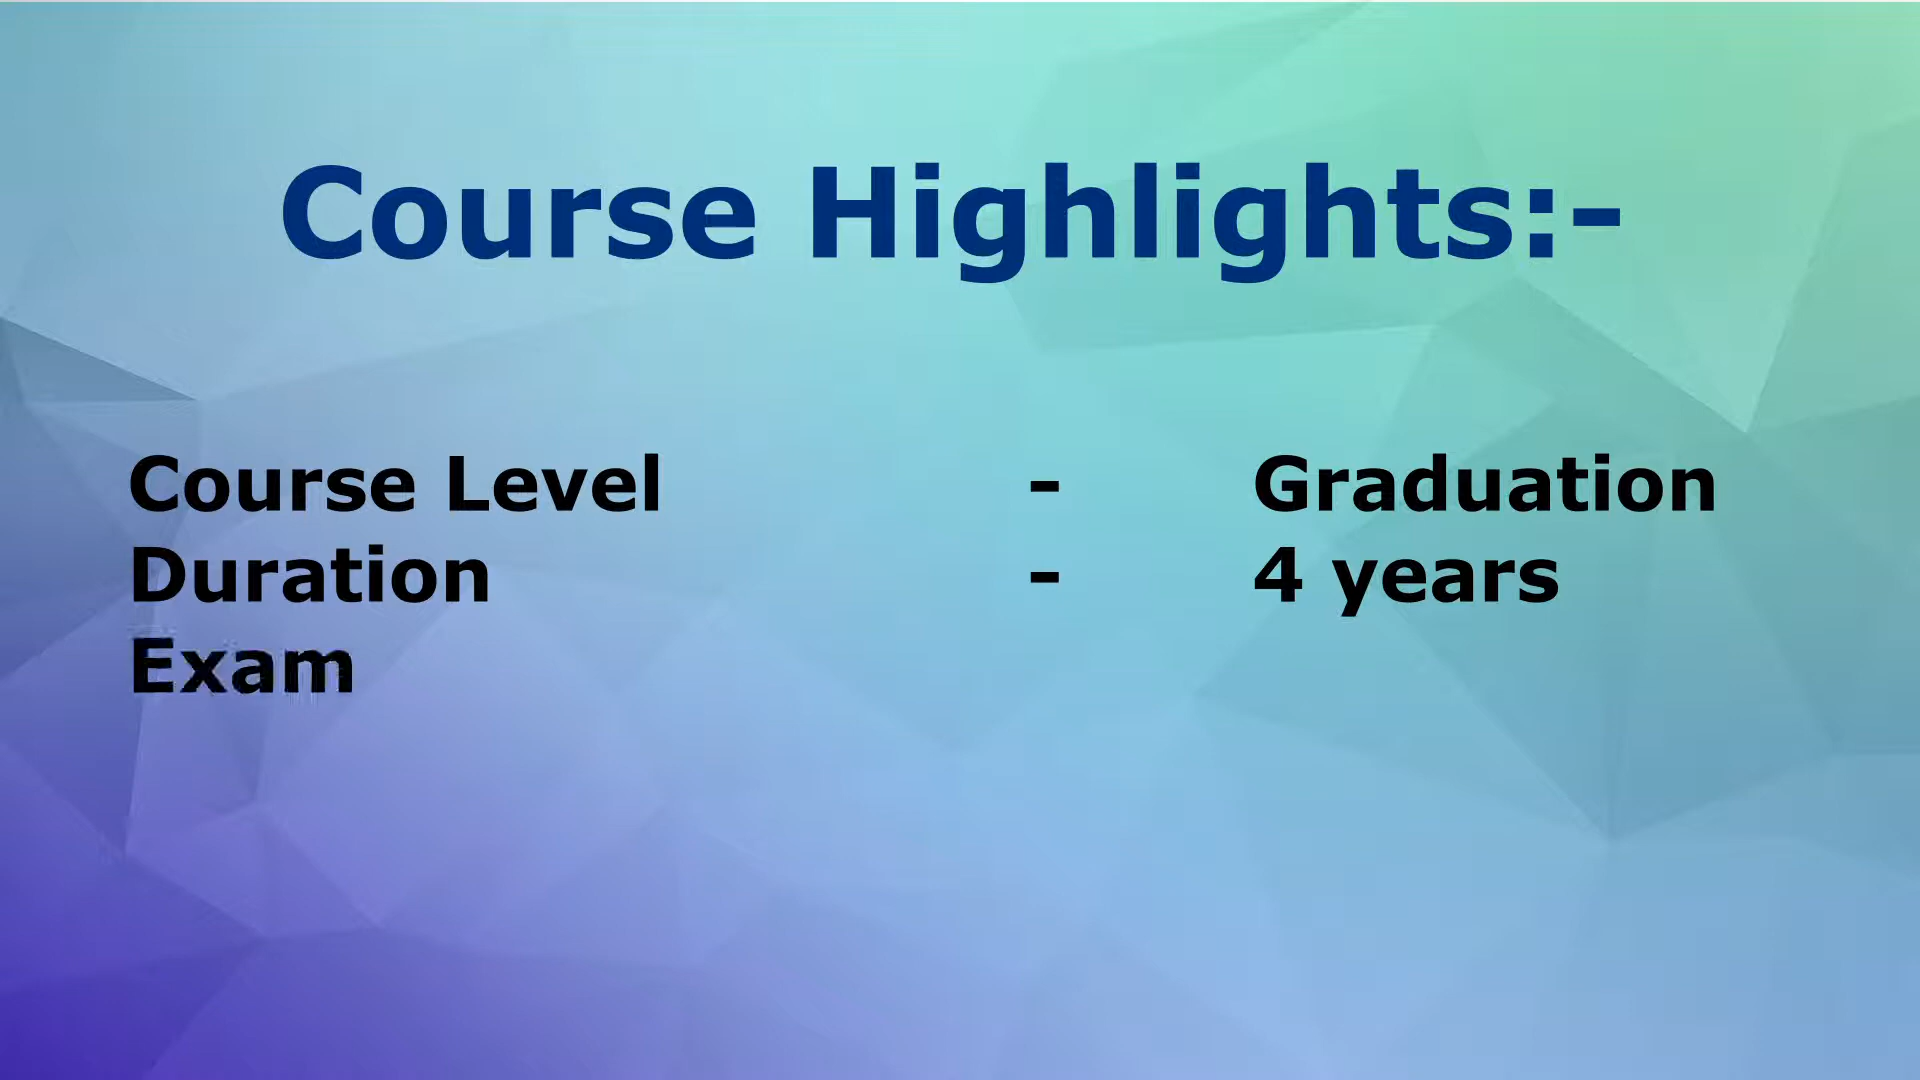 Course Highlights:-
Course Level - Graduation
Duration - 4 years
Exam